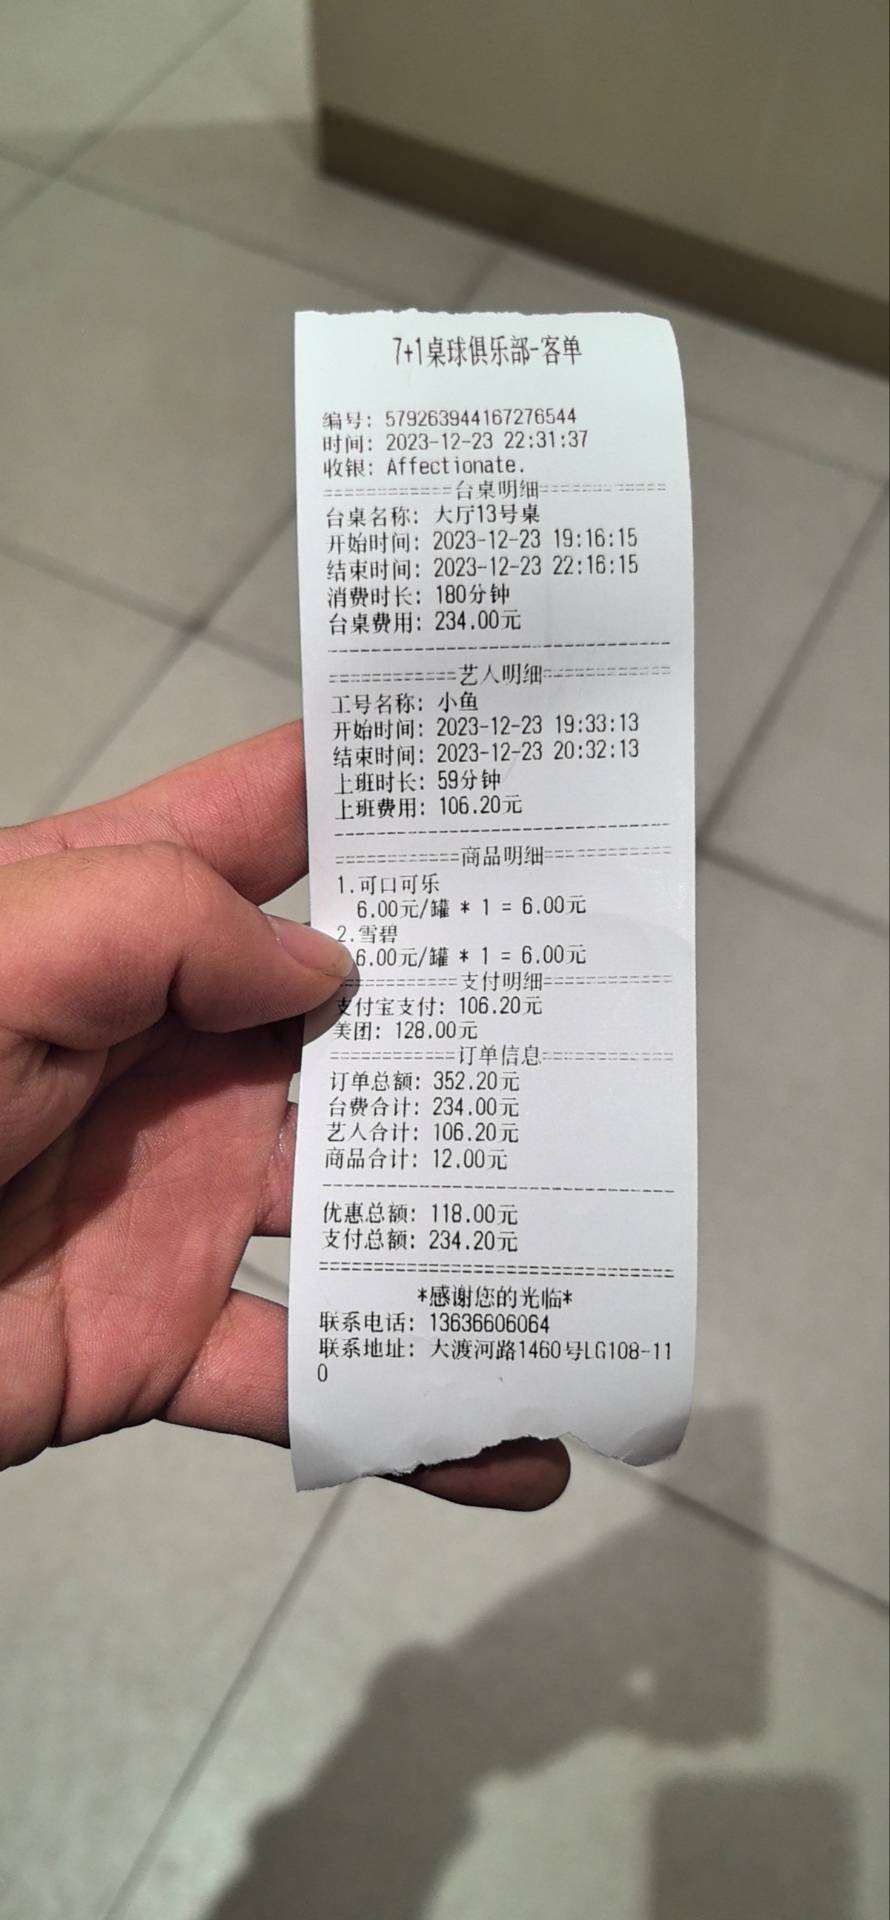 7+1桌球俱乐部-客单
编号: 579263944167276544
时间: 2023-12-23 22:31:37
收银: Affectionate.
============台桌明细============
台桌名称: 大厅13号桌
开始时间: 2023-12-23 19:16:15
结束时间: 2023-12-23 22:16:15
消费时长: 180分钟
台桌费用: 234.00元
--------------------------------
============艺人明细============
工号名称: 小鱼
开始时间: 2023-12-23 19:33:13
结束时间: 2023-12-23 20:32:13
上班时长: 59分钟
上班费用: 106.20元
--------------------------------
============商品明细============
1.可口可乐
6.00元/罐 * 1 = 6.00元
2.雪碧
6.00元/罐 * 1 = 6.00元
============支付明细============
支付宝支付: 106.20元
美团: 128.00元
============订单信息============
订单总额: 352.20元
台费合计: 234.00元
艺人合计: 106.20元
商品合计: 12.00元
--------------------------------
优惠总额: 118.00元
支付总额: 234.20元
================================
*感谢您的光临*
联系电话: 13636606064
联系地址: 大渡河路1460号LG108-11
0